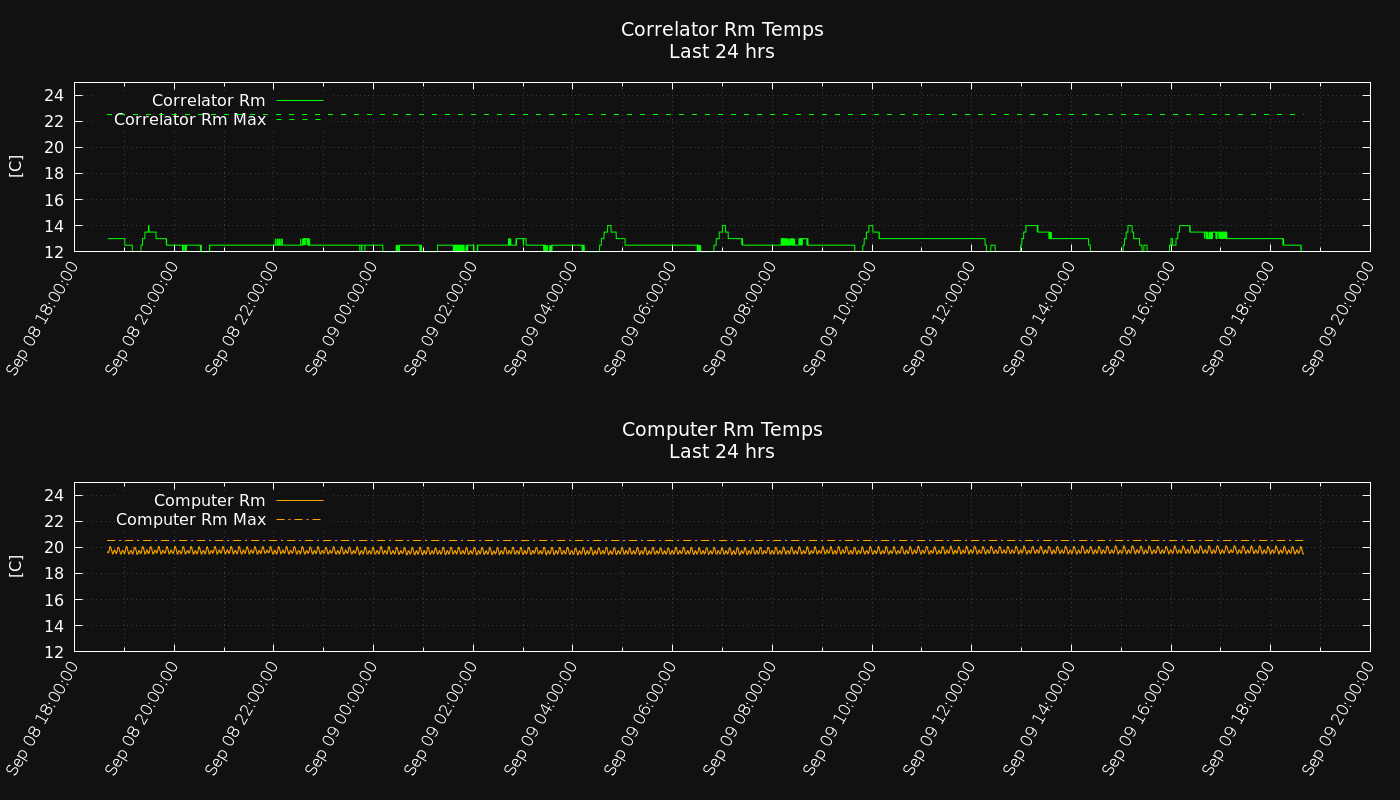 Correlator Rm Temps
Last 24 hrs
Correlator Rm
Correlator Rm Max
[C]
24
22
20
18
16
14
12
Sep 08 18:00:00
Sep 08 20:00:00
Sep 08 22:00:00
Sep 09 00:00:00
Sep 09 02:00:00
Sep 09 04:00:00
Sep 09 06:00:00
Sep 09 08:00:00
Sep 09 10:00:00
Sep 09 12:00:00
Sep 09 14:00:00
Sep 09 16:00:00
Sep 09 18:00:00
Sep 09 20:00:00
Computer Rm Temps
Last 24 hrs
Computer Rm
Computer Rm Max
[C]
24
22
20
18
16
14
12
Sep 08 18:00:00
Sep 08 20:00:00
Sep 08 22:00:00
Sep 09 00:00:00
Sep 09 02:00:00
Sep 09 04:00:00
Sep 09 06:00:00
Sep 09 08:00:00
Sep 09 10:00:00
Sep 09 12:00:00
Sep 09 14:00:00
Sep 09 16:00:00
Sep 09 18:00:00
Sep 09 20:00:00